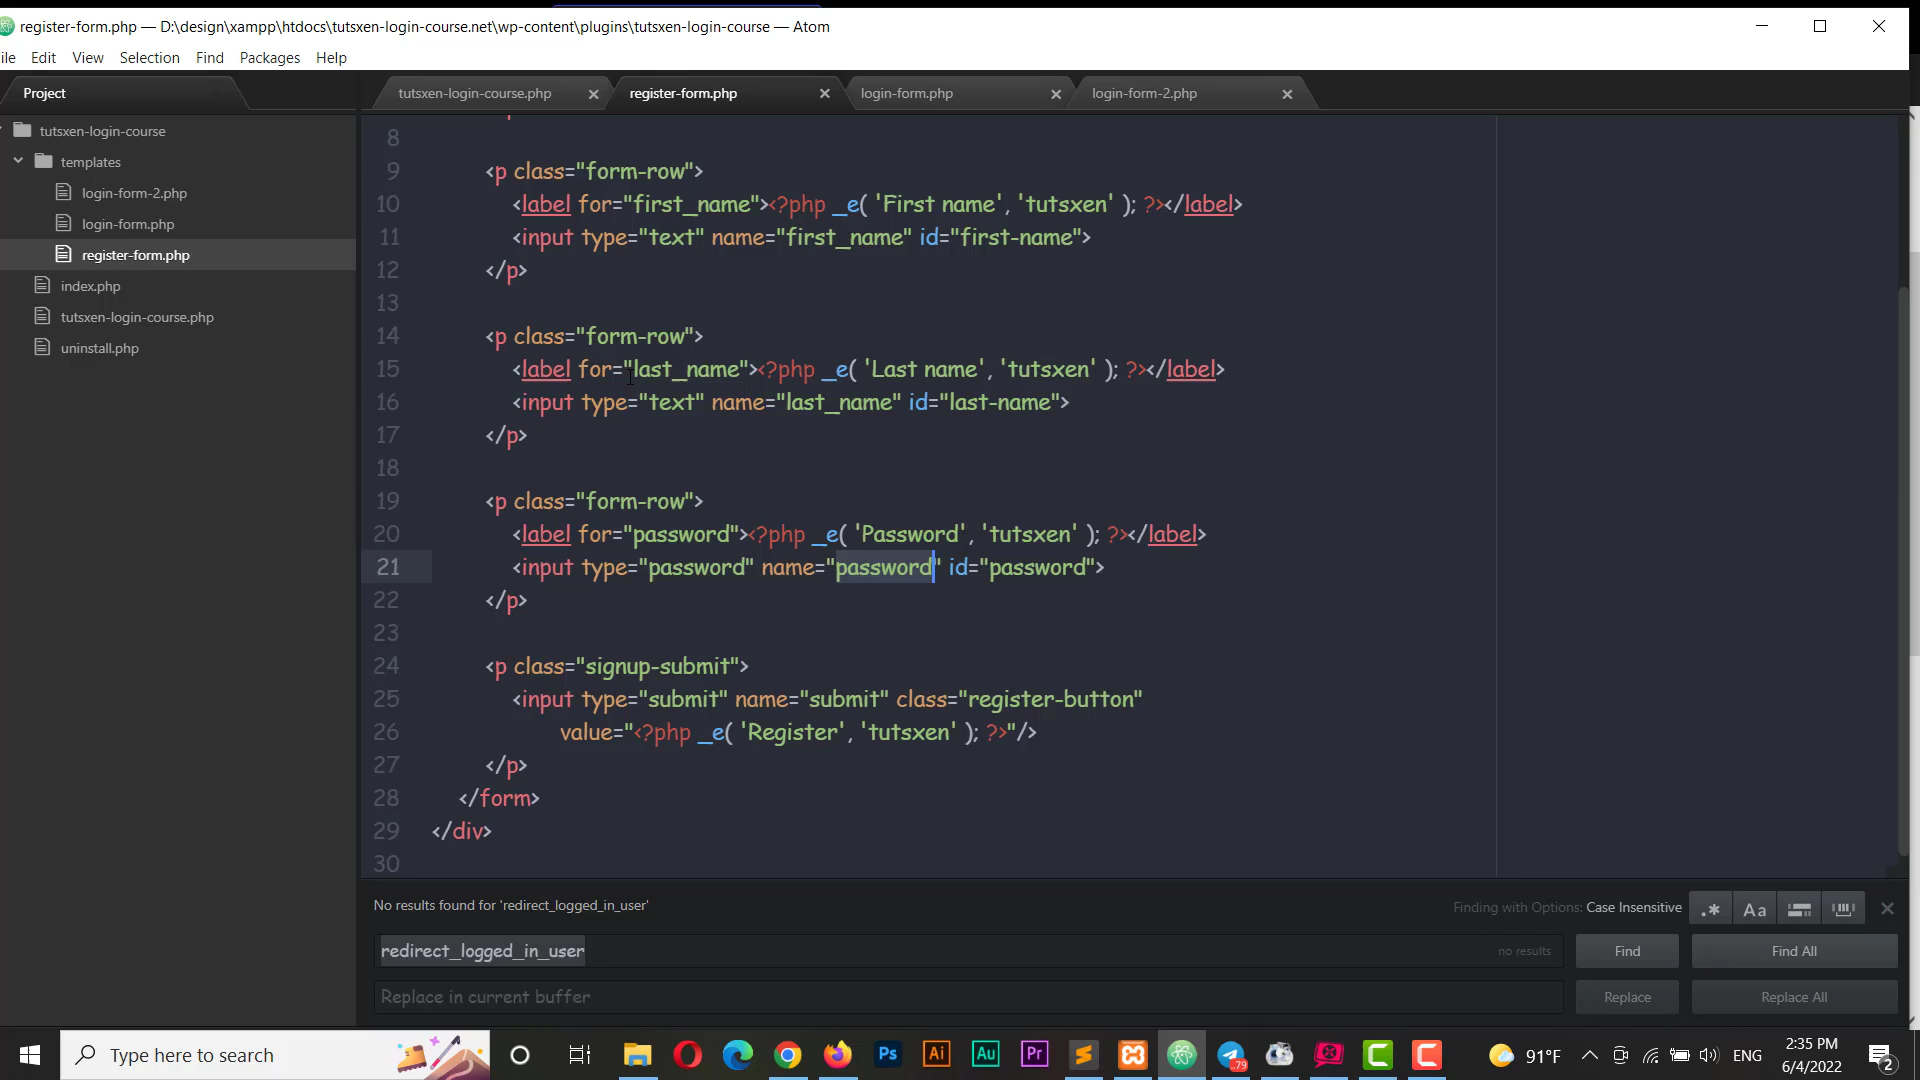 register-form.php — D:\design\xampp\htdocs\tutsxen-login-course.net\wp-content\plugins\tutsxen-login-course — Atom
ile Edit View Selection Find Packages Help
Project
tutsxen-login-course.php
register-form.php
login-form.php
login-form-2.php
tutsxen-login-course
templates
login-form-2.php
login-form.php
register-form.php
index.php
tutsxen-login-course.php
uninstall.php
8
9 <p class="form-row">
10 <label for="first_name"><?php _e( 'First name', 'tutsxen' ); ?></label>
11 <input type="text" name="first_name" id="first-name">
12 </p>
13
14 <p class="form-row">
15 <label for="last_name"><?php _e( 'Last name', 'tutsxen' ); ?></label>
16 <input type="text" name="last_name" id="last-name">
17 </p>
18
19 <p class="form-row">
20 <label for="password"><?php _e( 'Password', 'tutsxen' ); ?></label>
21 <input type="password" name="password" id="password">
22 </p>
23
24 <p class="signup-submit">
25 <input type="submit" name="submit" class="register-button"
26 value="<?php _e( 'Register', 'tutsxen' ); ?>"/>
27 </p>
28 </form>
29 </div>
30
No results found for 'redirect_logged_in_user'
Finding with Options: Case Insensitive
.* Aa
redirect_logged_in_user
no results
Find
Find All
Replace in current buffer
Replace
Replace All
Type here to search
Ps Ai Au Pr
79
91°F
ENG
2:35 PM
6/4/2022
2